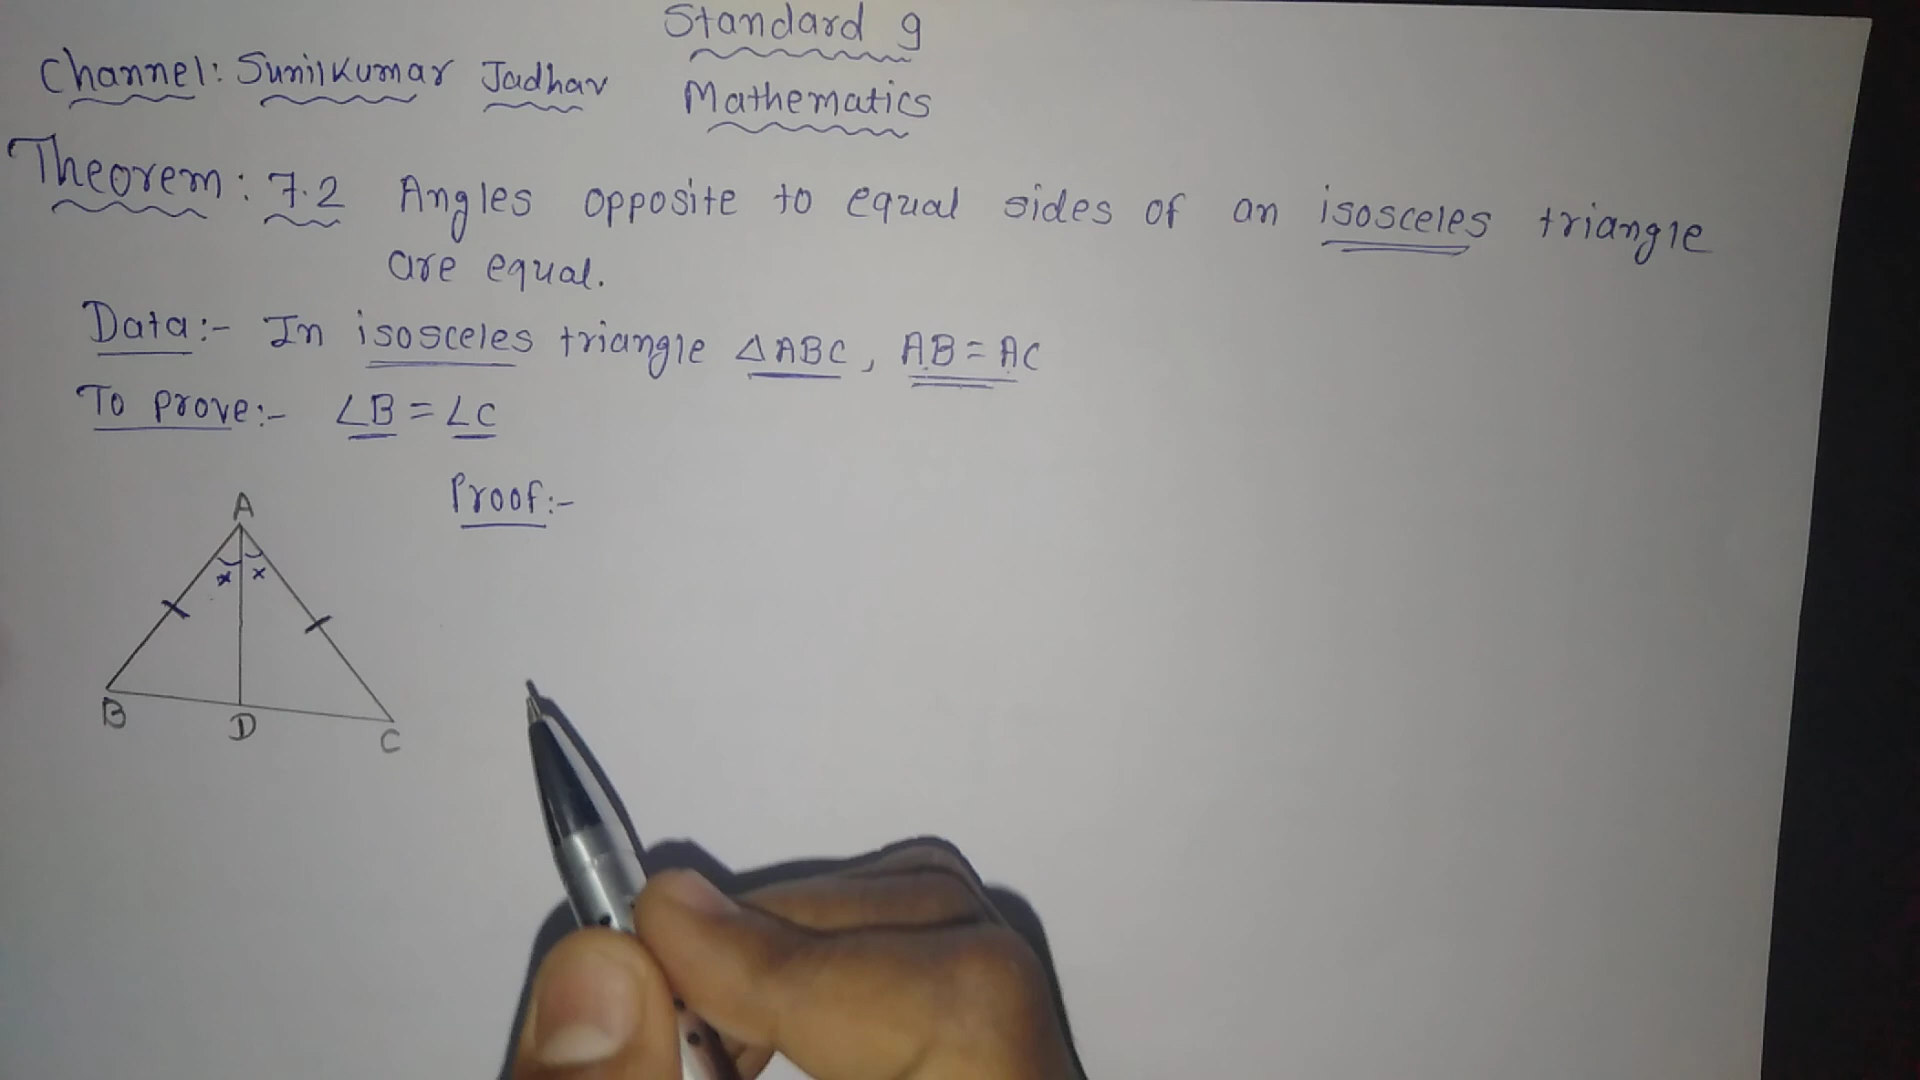 Standard 9
Channel: Sunilkumar Jadhav
Mathematics
Theorem: 7.2 Angles opposite to equal sides of an isosceles triangle
are equal.
Data:- In isosceles triangle △ABC, AB = AC
To prove:- ∠B = ∠C
Proof:-
A
x x
B
D
C